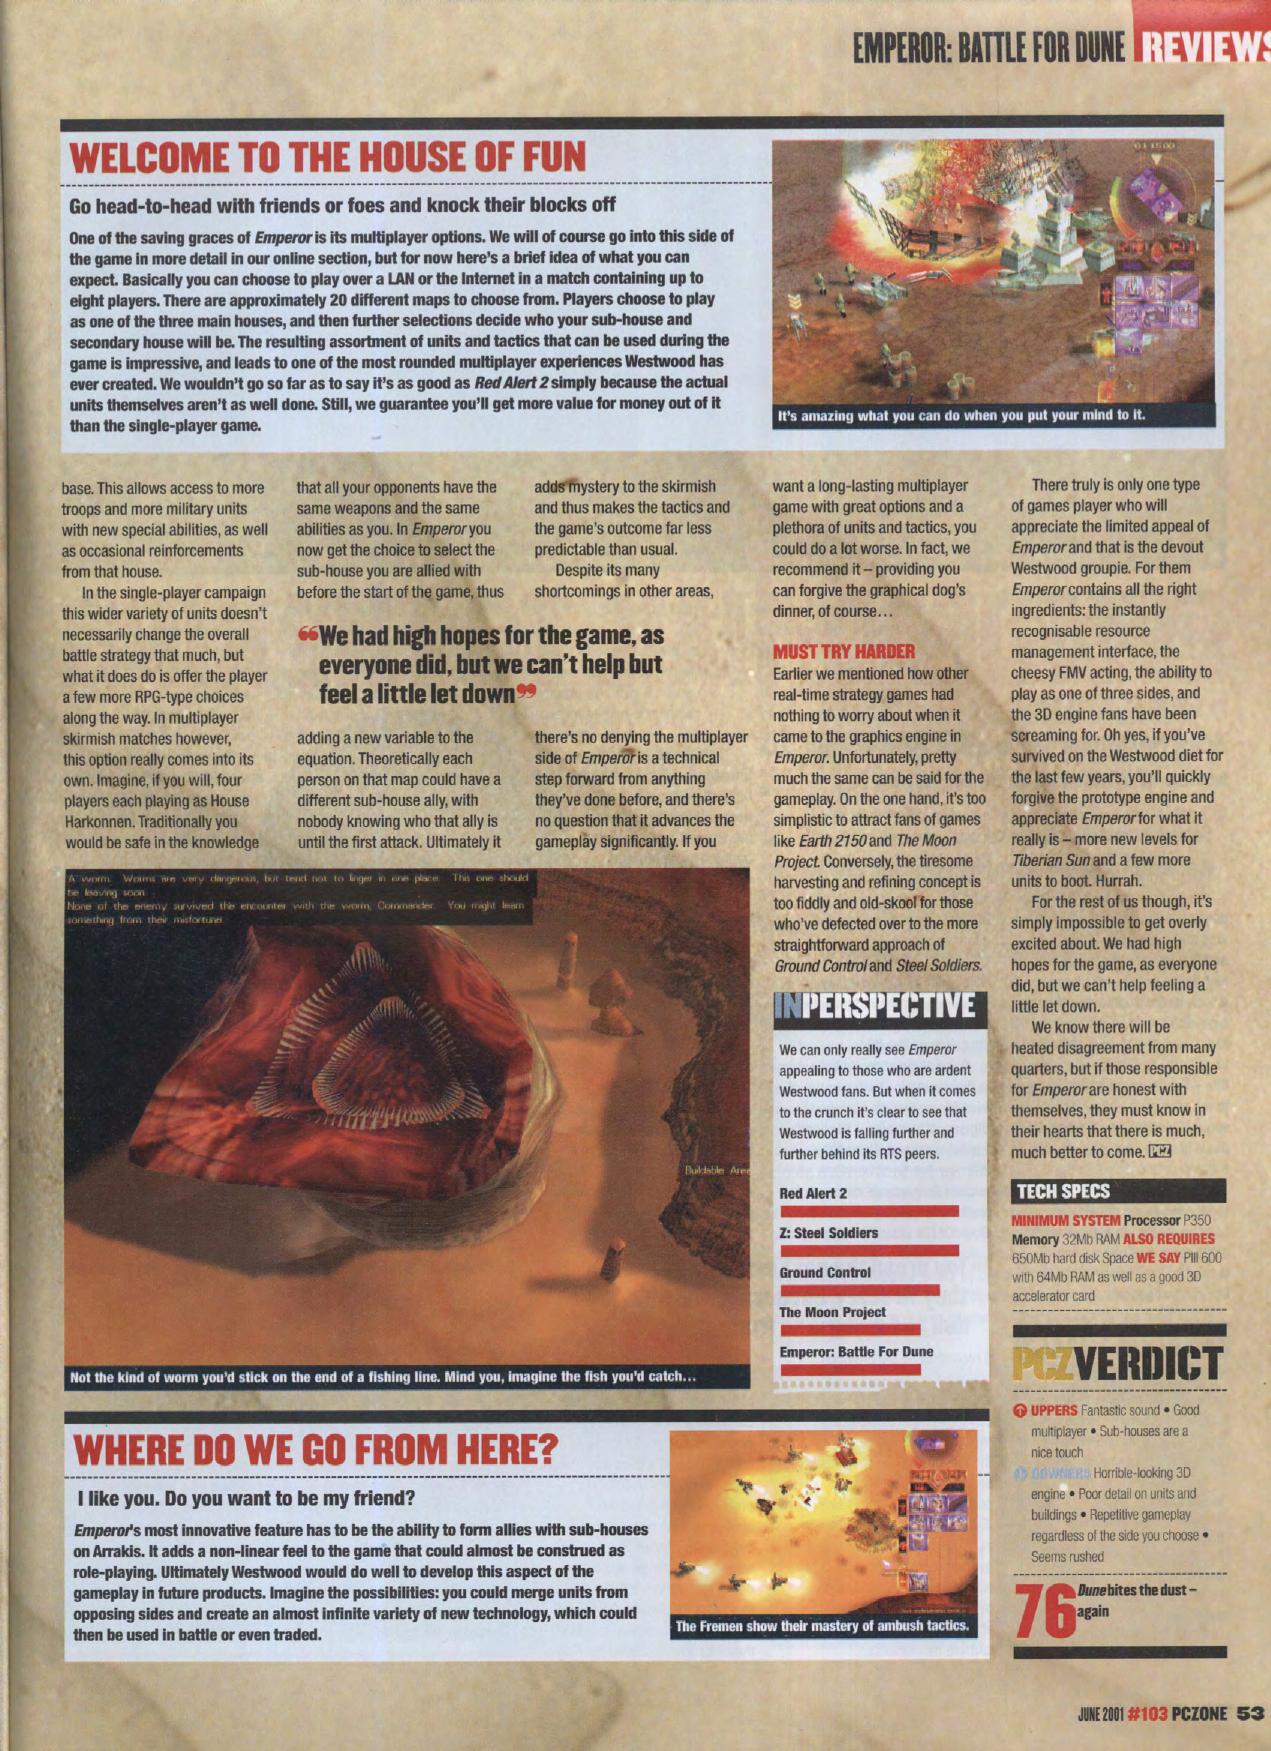 EMPEROR: BATTLE FOR DUNE REVIEWS
WELCOME TO THE HOUSE OF FUN
Go head-to-head with friends or foes and knock their blocks off
One of the saving graces of Emperor is its multiplayer options. We will of course go into this side of
the game in more detail in our online section, but for now here's a brief idea of what you can
expect. Basically you can choose to play over a LAN or the Internet in a match containing up to
eight players. There are approximately 20 different maps to choose from. Players choose to play
as one of the three main houses, and then further selections decide who your sub-house and
secondary house will be. The resulting assortment of units and tactics that can be used during the
game is impressive, and leads to one of the most rounded multiplayer experiences Westwood has
ever created. We wouldn't go so far as to say it's as good as Red Alert 2 simply because the actual
units themselves aren't as well done. Still, we guarantee you'll get more value for money out of it
than the single-player game.
It's amazing what you can do when you put your mind to it.
base. This allows access to more
troops and more military units
with new special abilities, as well
as occasional reinforcements
from that house.
In the single-player campaign
this wider variety of units doesn't
necessarily change the overall
battle strategy that much, but
what it does do is offer the player
a few more RPG-type choices
along the way. In multiplayer
skirmish matches however,
this option really comes into its
own. Imagine, if you will, four
players each playing as House
Harkonnen. Traditionally you
would be safe in the knowledge
that all your opponents have the
same weapons and the same
abilities as you. In Emperor you
now get the choice to select the
sub-house you are allied with
before the start of the game, thus
“We had high hopes for the game, as
everyone did, but we can't help but
feel a little let down”
adding a new variable to the
equation. Theoretically each
person on that map could have a
different sub-house ally, with
nobody knowing who that ally is
until the first attack. Ultimately it
adds mystery to the skirmish
and thus makes the tactics and
the game's outcome far less
predictable than usual.
Despite its many
shortcomings in other areas,
there's no denying the multiplayer
side of Emperor is a technical
step forward from anything
they've done before, and there's
no question that it advances the
gameplay significantly. If you
want a long-lasting multiplayer
game with great options and a
plethora of units and tactics, you
could do a lot worse. In fact, we
recommend it – providing you
can forgive the graphical dog's
dinner, of course...
MUST TRY HARDER
Earlier we mentioned how other
real-time strategy games had
nothing to worry about when it
came to the graphics engine in
Emperor. Unfortunately, pretty
much the same can be said for the
gameplay. On the one hand, it's too
simplistic to attract fans of games
like Earth 2150 and The Moon
Project. Conversely, the tiresome
harvesting and refining concept is
too fiddly and old-skool for those
who've defected over to the more
straightforward approach of
Ground Control and Steel Soldiers.
There truly is only one type
of games player who will
appreciate the limited appeal of
Emperor and that is the devout
Westwood groupie. For them
Emperor contains all the right
ingredients: the instantly
recognisable resource
management interface, the
cheesy FMV acting, the ability to
play as one of three sides, and
the 3D engine fans have been
screaming for. Oh yes, if you've
survived on the Westwood diet for
the last few years, you'll quickly
forgive the prototype engine and
appreciate Emperor for what it
really is – more new levels for
Tiberian Sun and a few more
units to boot. Hurrah.
For the rest of us though, it's
simply impossible to get overly
excited about. We had high
hopes for the game, as everyone
did, but we can't help feeling a
little let down.
We know there will be
heated disagreement from many
quarters, but if those responsible
for Emperor are honest with
themselves, they must know in
their hearts that there is much,
much better to come. PCZ
A worm. Worms are very dangerous, but tend not to linger in one place. This one should
be leaving soon.
None of the enemy survived the encounter with the worm, Commander. You might learn
something from their misfortune.
Buildable Area
Not the kind of worm you'd stick on the end of a fishing line. Mind you, imagine the fish you'd catch...
INPERSPECTIVE
We can only really see Emperor
appealing to those who are ardent
Westwood fans. But when it comes
to the crunch it's clear to see that
Westwood is falling further and
further behind its RTS peers.
Red Alert 2
Z: Steel Soldiers
Ground Control
The Moon Project
Emperor: Battle For Dune
TECH SPECS
MINIMUM SYSTEM Processor P350
Memory 32Mb RAM ALSO REQUIRES
650Mb hard disk Space WE SAY PIII 600
with 64Mb RAM as well as a good 3D
accelerator card
PCZVERDICT
UPPERS Fantastic sound • Good
multiplayer • Sub-houses are a
nice touch
DOWNERS Horrible-looking 3D
engine • Poor detail on units and
buildings • Repetitive gameplay
regardless of the side you choose •
Seems rushed
76 Dune bites the dust –
again
WHERE DO WE GO FROM HERE?
I like you. Do you want to be my friend?
Emperor's most innovative feature has to be the ability to form allies with sub-houses
on Arrakis. It adds a non-linear feel to the game that could almost be construed as
role-playing. Ultimately Westwood would do well to develop this aspect of the
gameplay in future products. Imagine the possibilities: you could merge units from
opposing sides and create an almost infinite variety of new technology, which could
then be used in battle or even traded.
The Fremen show their mastery of ambush tactics.
JUNE 2001 #103 PCZONE 53